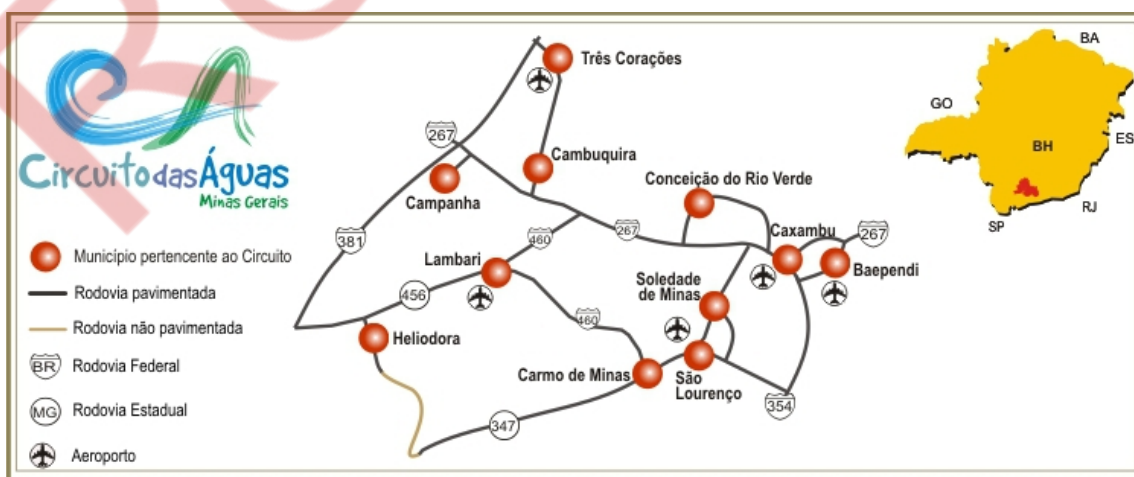 Circuito das Águas
Minas Gerais
Município pertencente ao Circuito
Rodovia pavimentada
Rodovia não pavimentada
BR Rodovia Federal
MG Rodovia Estadual
Aeroporto
Três Corações
267
Cambuquira
Campanha
Conceição do Rio Verde
381
Lambari
460
267
Caxambu
267
456
Soledade
de Minas
Baependi
Heliodora
460
Carmo de Minas
São
Lourenço
354
347
BA
GO
BH
ES
RJ
SP